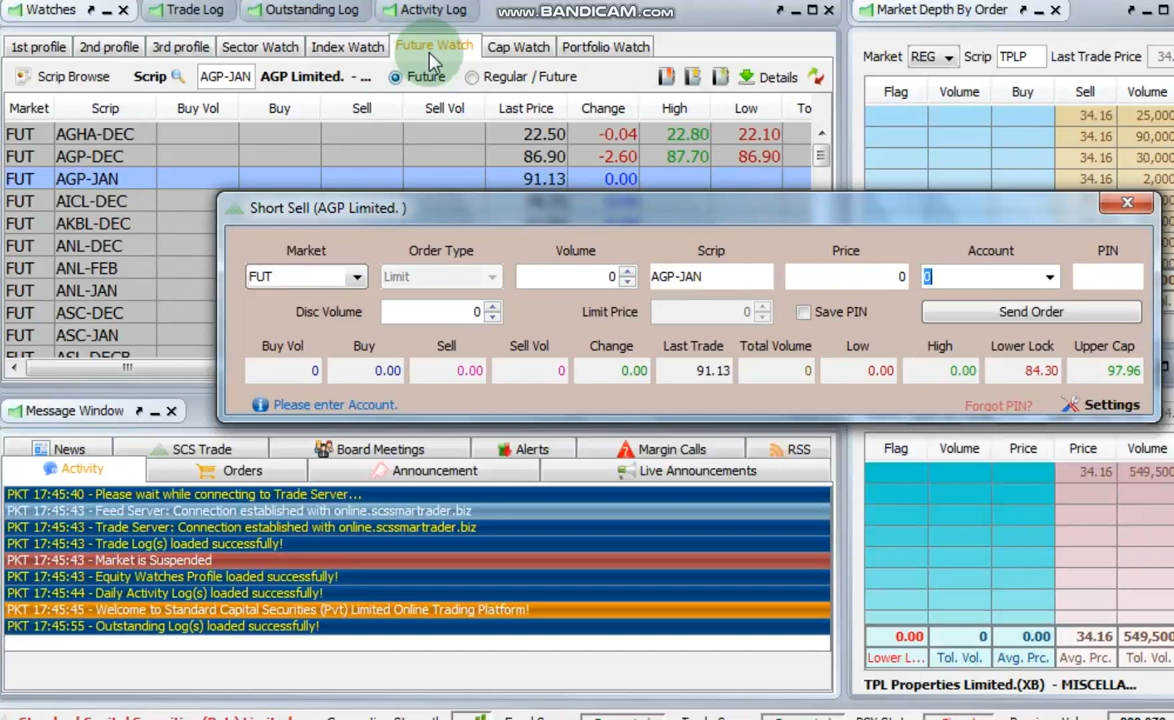 Watches
Trade Log
Outstanding Log
Activity Log
www.BANDICAM.com
Market Depth By Order
1st profile 2nd profile 3rd profile Sector Watch Index Watch Future Watch Cap Watch Portfolio Watch
Market REG Scrip TPLP Last Trade Price 34.
Scrip Browse Scrip AGP-JAN AGP Limited. - ... Future Regular / Future Details
Flag Volume Buy Sell Volume
Market Scrip Buy Vol Buy Sell Sell Vol Last Price Change High Low To
34.16 25,000
34.16 90,000
34.16 30,000
34.16 2,000
FUT AGHA-DEC 22.50 -0.04 22.80 22.10
FUT AGP-DEC 86.90 -2.60 87.70 86.90
FUT AGP-JAN 91.13 0.00
FUT AICL-DEC
FUT AKBL-DEC
FUT ANL-DEC
FUT ANL-FEB
FUT ANL-JAN
FUT ASC-DEC
FUT ASC-JAN
FUT ASL-DECB
Short Sell (AGP Limited. )
Market Order Type Volume Scrip Price Account PIN
FUT Limit 0 AGP-JAN 0 0
Disc Volume 0 Limit Price 0 Save PIN Send Order
Buy Vol Buy Sell Sell Vol Change Last Trade Total Volume Low High Lower Lock Upper Cap
0 0.00 0.00 0 0.00 91.13 0 0.00 0.00 84.30 97.96
Please enter Account.
Forgot PIN?
Settings
Message Window
News SCS Trade Board Meetings Alerts Margin Calls RSS
Activity Orders Announcement Live Announcements
PKT 17:45:40 - Please wait while connecting to Trade Server...
PKT 17:45:43 - Feed Server: Connection established with online.scssmartrader.biz
PKT 17:45:43 - Trade Server: Connection established with online.scssmartrader.biz
PKT 17:45:43 - Trade Log(s) loaded successfully!
PKT 17:45:43 - Market is Suspended
PKT 17:45:43 - Equity Watches Profile loaded successfully!
PKT 17:45:44 - Daily Activity Log(s) loaded successfully!
PKT 17:45:45 - Welcome to Standard Capital Securities (Pvt) Limited Online Trading Platform!
PKT 17:45:55 - Outstanding Log(s) loaded successfully!
Flag Volume Price Price Volume
34.16 549,500
0.00 0 0.00 34.16 549,500
Lower L... Tol. Vol. Avg. Prc. Avg. Prc. Tol. Vol.
TPL Properties Limited.(XB) - MISCELLA...